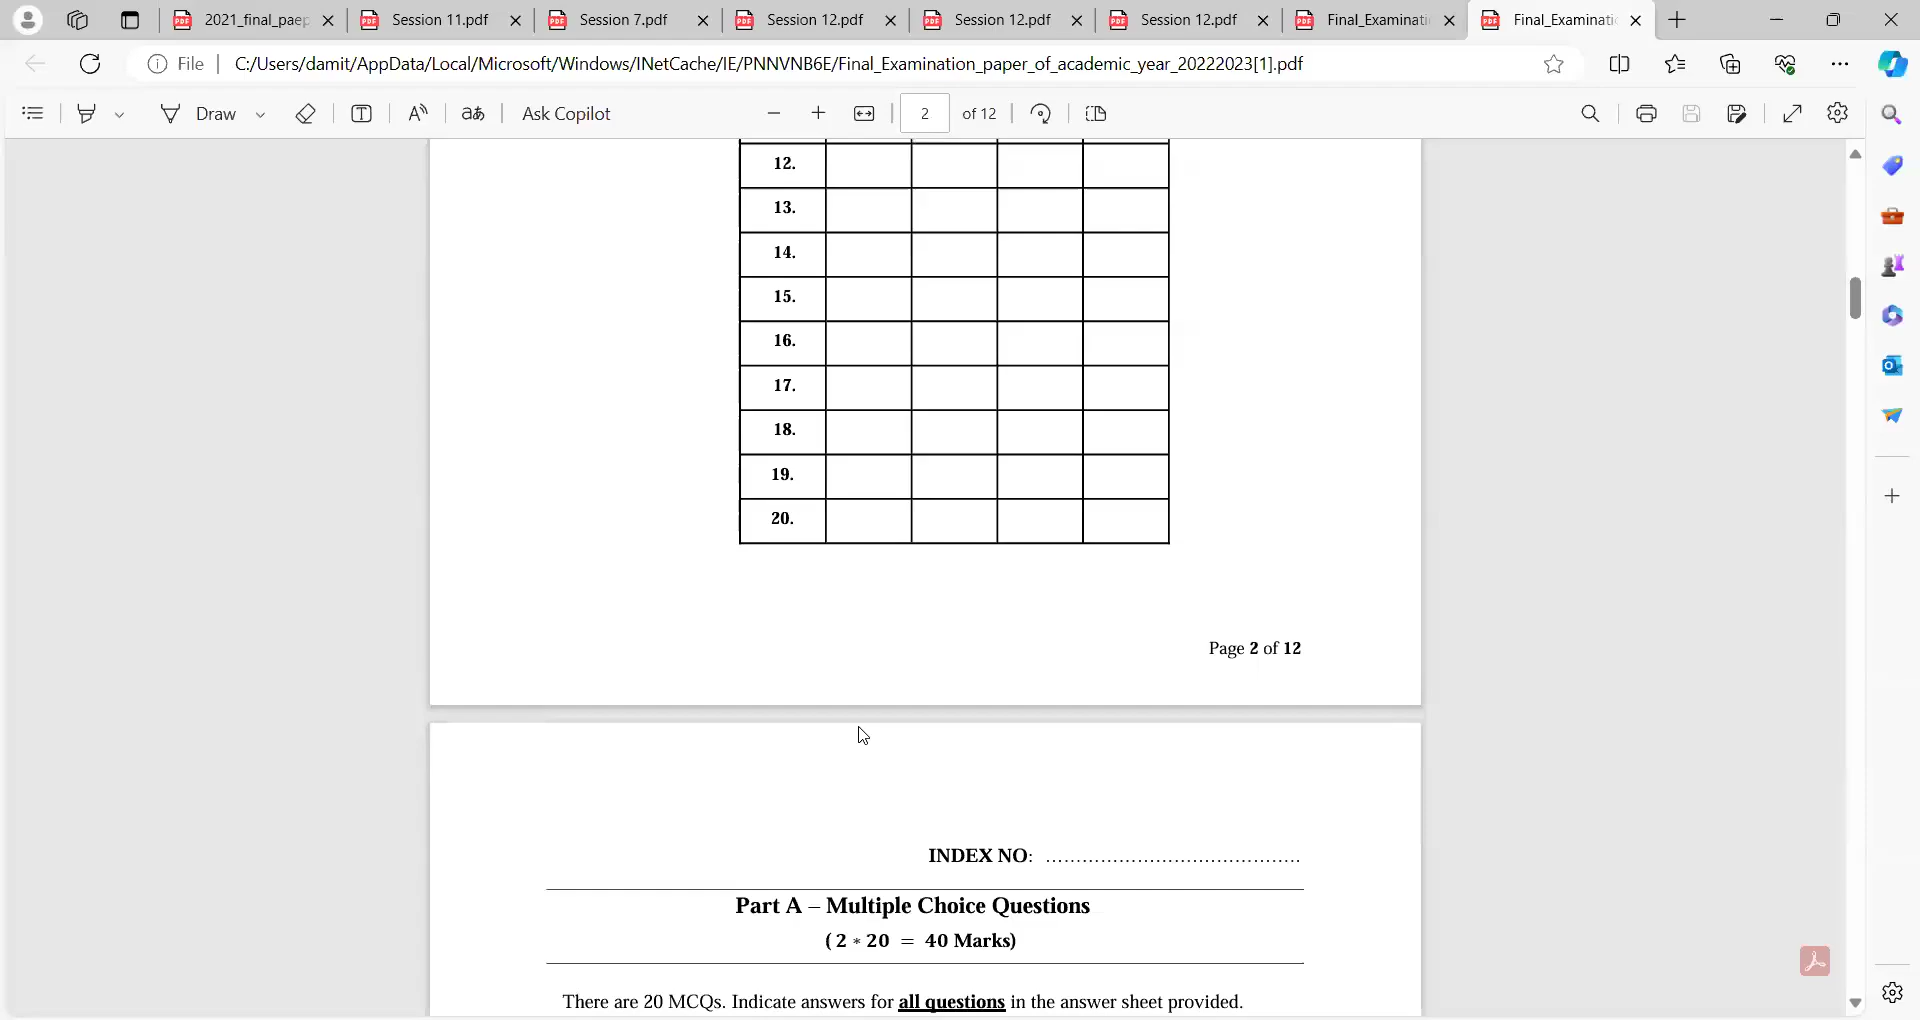 2021_final_paep
Session 11.pdf
Session 7.pdf
Session 12.pdf
Session 12.pdf
Session 12.pdf
Final_Examinati
Final_Examinati
File
C:/Users/damit/AppData/Local/Microsoft/Windows/INetCache/IE/PNNVNB6E/Final_Examination_paper_of_academic_year_20222023[1].pdf
Draw
aあ
Ask Copilot
2 of 12
12.
13.
14.
15.
16.
17.
18.
19.
20.
Page 2 of 12
INDEX NO: ..........................................
Part A – Multiple Choice Questions
( 2 * 20 = 40 Marks)
There are 20 MCQs. Indicate answers for all questions in the answer sheet provided.